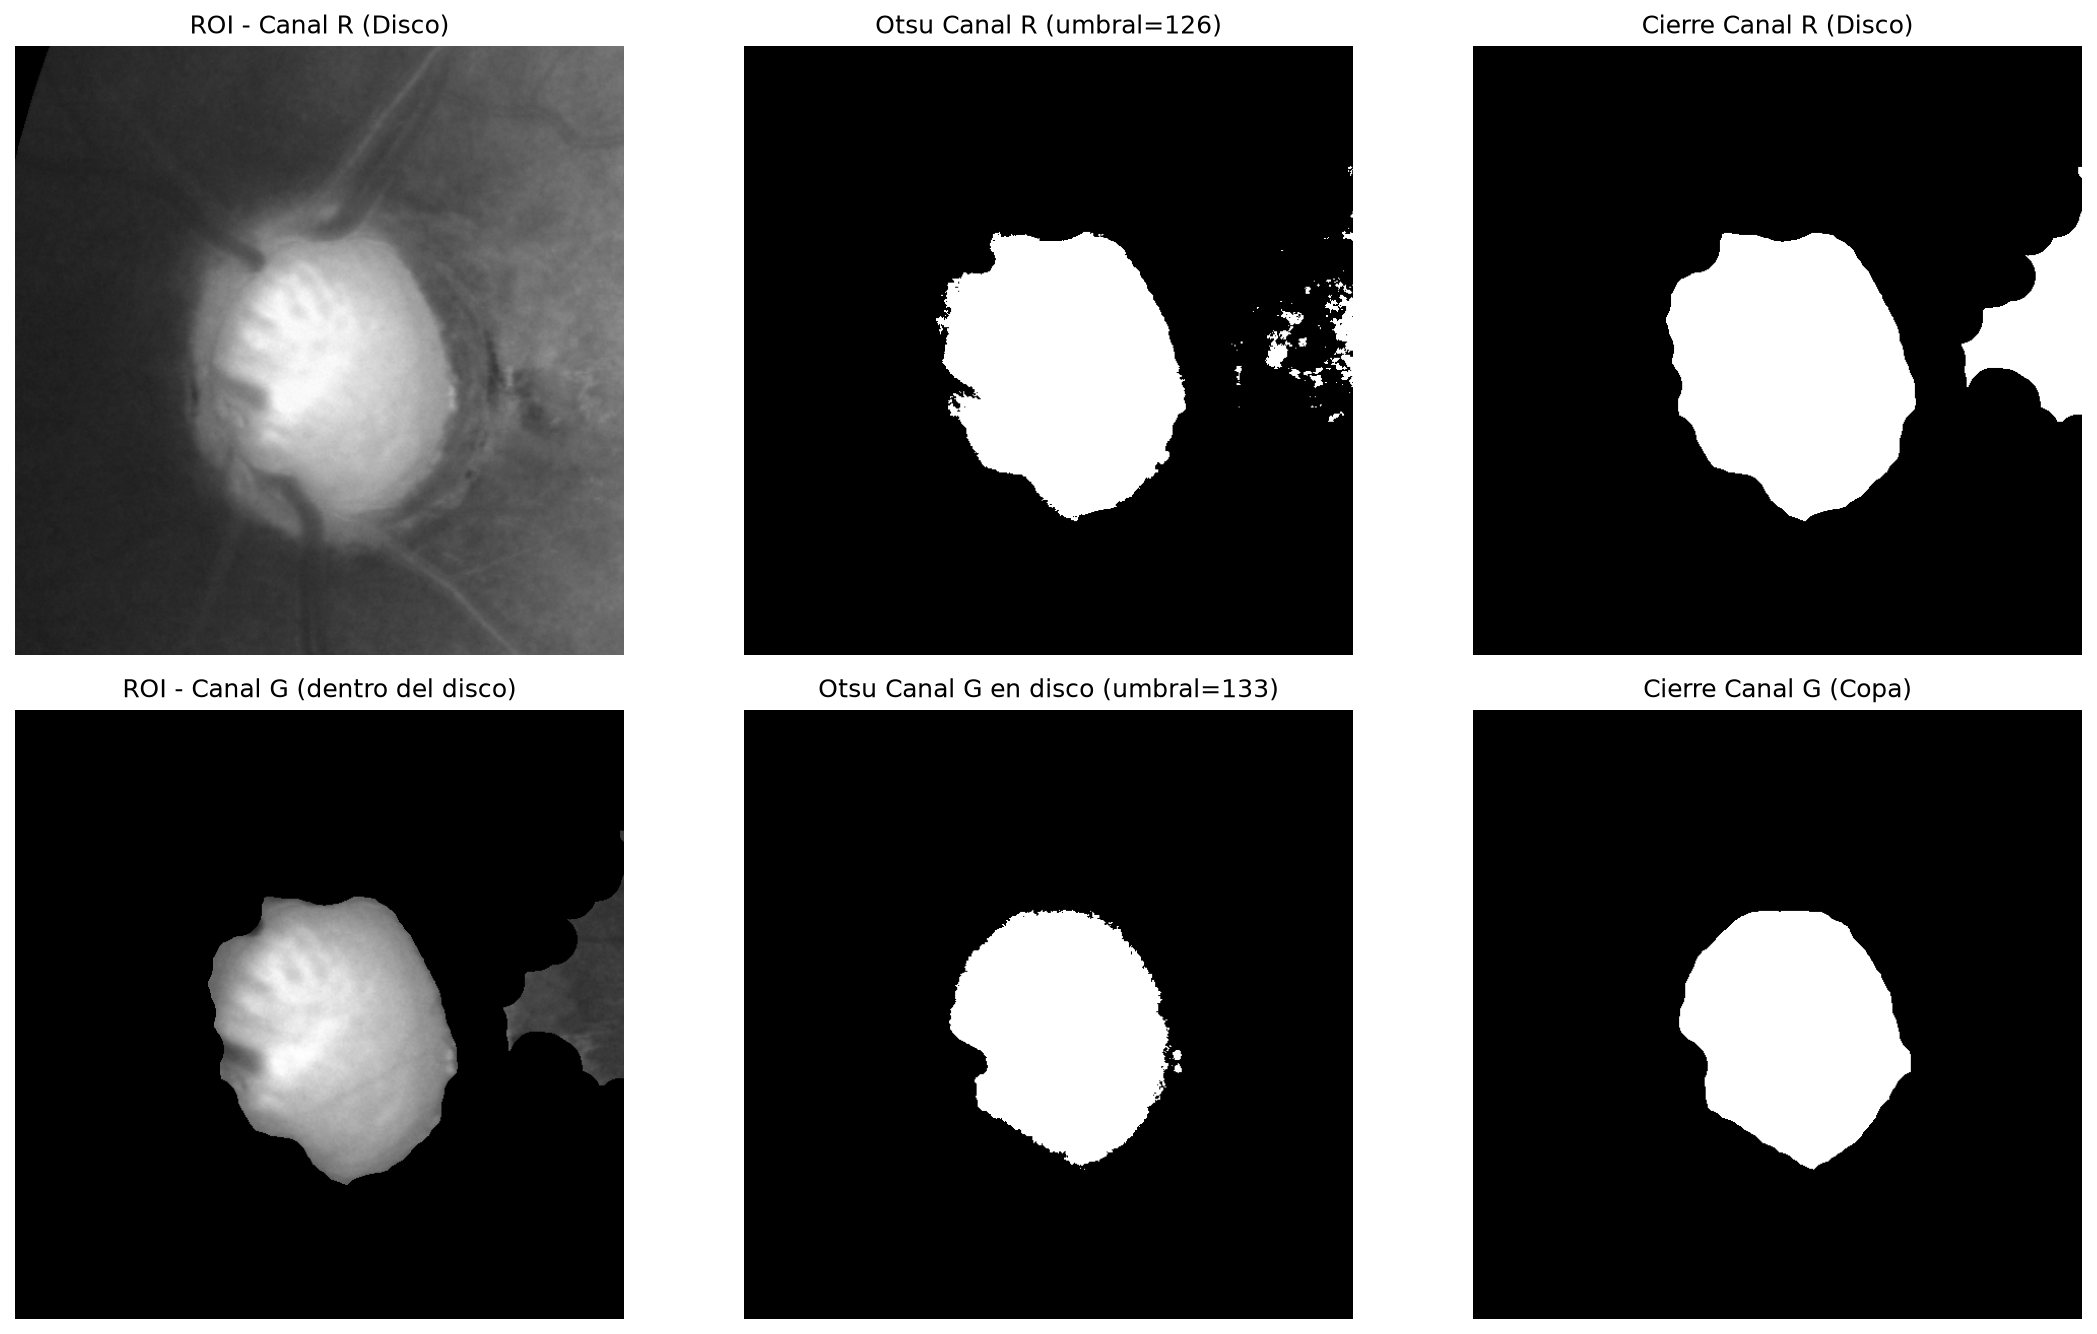 ROI - Canal R (Disco)
Otsu Canal R (umbral=126)
Cierre Canal R (Disco)
ROI - Canal G (dentro del disco)
Otsu Canal G en disco (umbral=133)
Cierre Canal G (Copa)